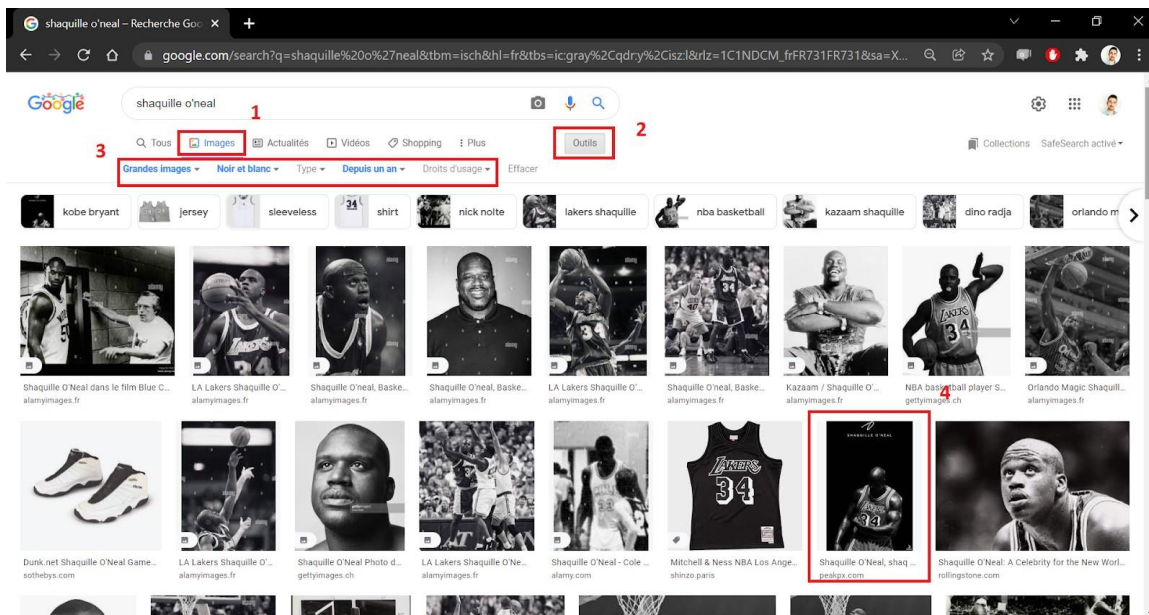 shaquille o'neal – Recherche Goo
google.com/search?q=shaquille%20o%27neal&tbm=isch&hl=fr&tbs=ic:gray%2Cqdr:y%2Cisz:l&rlz=1C1NDCM_frFR731FR731&sa=X...
Google
shaquille o'neal
1
2
3
Tous Images Actualités Vidéos Shopping Plus Outils
Collections SafeSearch activé
Grandes images Noir et blanc Type Depuis un an Droits d'usage Effacer
kobe bryant jersey sleeveless shirt nick nolte lakers shaquille nba basketball kazaam shaquille dino radja orlando m
Shaquille O'Neal dans le film Blue C...
alamyimages.fr
LA Lakers Shaquille O'...
alamyimages.fr
Shaquille O'neal, Baske...
alamyimages.fr
Shaquille O'neal, Baske...
alamyimages.fr
LA Lakers Shaquille O'...
alamyimages.fr
Shaquille O'neal, Baske...
alamyimages.fr
Kazaam / Shaquille O'...
alamyimages.fr
NBA basketball player S...
gettyimages.ch
Orlando Magic Shaquill...
alamyimages.fr
4
SHAQUILLE O'NEAL
LAKERS
34
Dunk.net Shaquille O'Neal Game...
sothebys.com
LA Lakers Shaquille O'...
alamyimages.fr
Shaquille O'Neal Photo d...
gettyimages.ch
LA Lakers Shaquille O'Ne...
alamyimages.fr
Shaquille O'Neal - Cole ...
alamy.com
Mitchell & Ness NBA Los Ange...
shinzo.paris
Shaquille O'Neal, shaq ...
peakpx.com
Shaquille O'Neal: A Celebrity for the New Worl...
rollingstone.com